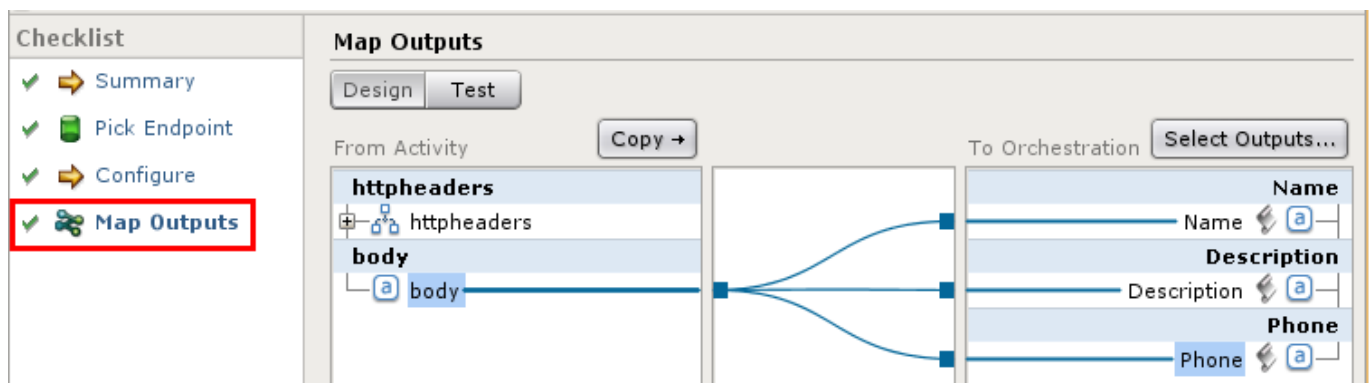 Checklist
Summary
Pick Endpoint
Configure
Map Outputs
Map Outputs
Design Test
From Activity Copy → To Orchestration Select Outputs...
httpheaders
httpheaders
body
a body
Name
Name a
Description
Description a
Phone
Phone a